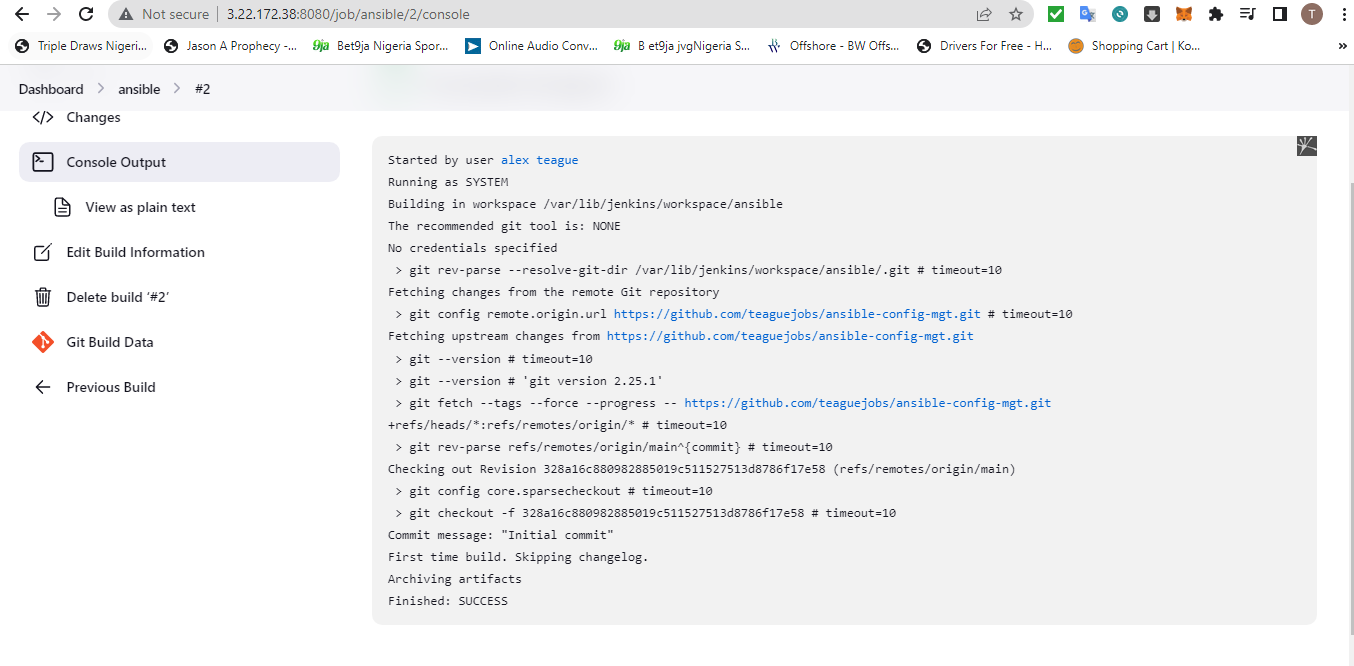 Not secure | 3.22.172.38:8080/job/ansible/2/console
T
Triple Draws Nigeri... Jason A Prophecy -... 9ja Bet9ja Nigeria Spor... Online Audio Conv... 9ja B et9ja jvgNigeria S... Offshore - BW Offs... Drivers For Free - H... Shopping Cart | Ko... »
Dashboard > ansible > #2
Changes
Console Output
View as plain text
Edit Build Information
Delete build ‘#2’
Git Build Data
Previous Build
Started by user alex teague
Running as SYSTEM
Building in workspace /var/lib/jenkins/workspace/ansible
The recommended git tool is: NONE
No credentials specified
> git rev-parse --resolve-git-dir /var/lib/jenkins/workspace/ansible/.git # timeout=10
Fetching changes from the remote Git repository
> git config remote.origin.url https://github.com/teaguejobs/ansible-config-mgt.git # timeout=10
Fetching upstream changes from https://github.com/teaguejobs/ansible-config-mgt.git
> git --version # timeout=10
> git --version # 'git version 2.25.1'
> git fetch --tags --force --progress -- https://github.com/teaguejobs/ansible-config-mgt.git
+refs/heads/*:refs/remotes/origin/* # timeout=10
> git rev-parse refs/remotes/origin/main^{commit} # timeout=10
Checking out Revision 328a16c880982885019c511527513d8786f17e58 (refs/remotes/origin/main)
> git config core.sparsecheckout # timeout=10
> git checkout -f 328a16c880982885019c511527513d8786f17e58 # timeout=10
Commit message: "Initial commit"
First time build. Skipping changelog.
Archiving artifacts
Finished: SUCCESS